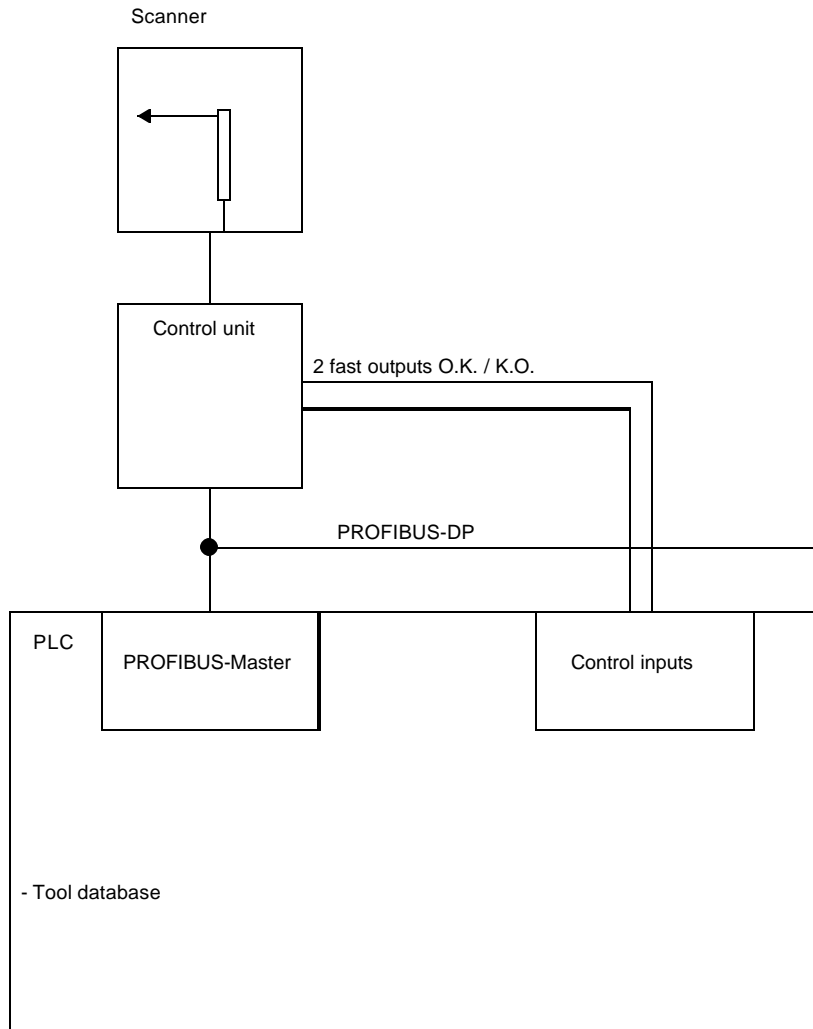 Scanner
Control unit
2 fast outputs O.K. / K.O.
PROFIBUS-DP
PLC
PROFIBUS-Master
Control inputs
- Tool database